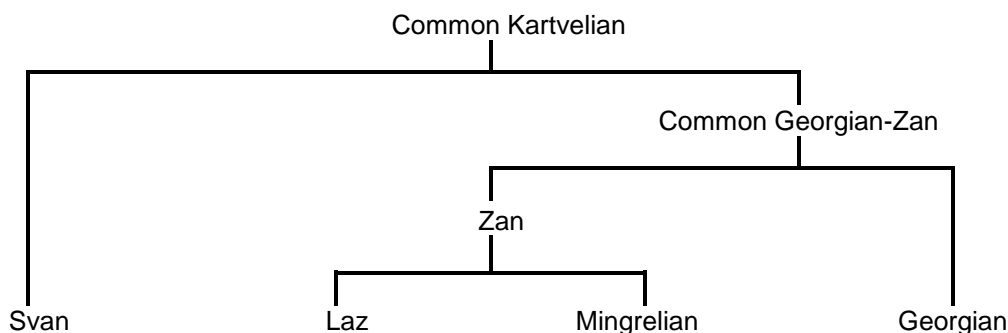 Common Kartvelian
Common Georgian-Zan
Zan
Svan Laz Mingrelian Georgian